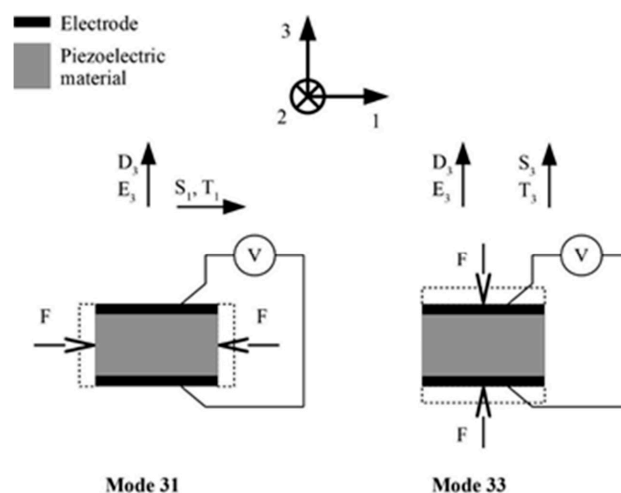 Electrode
Piezoelectric
material
3
2
1
D3
E3
S1, T1
D3
E3
S3
T3
V
F
F
V
F
F
Mode 31
Mode 33